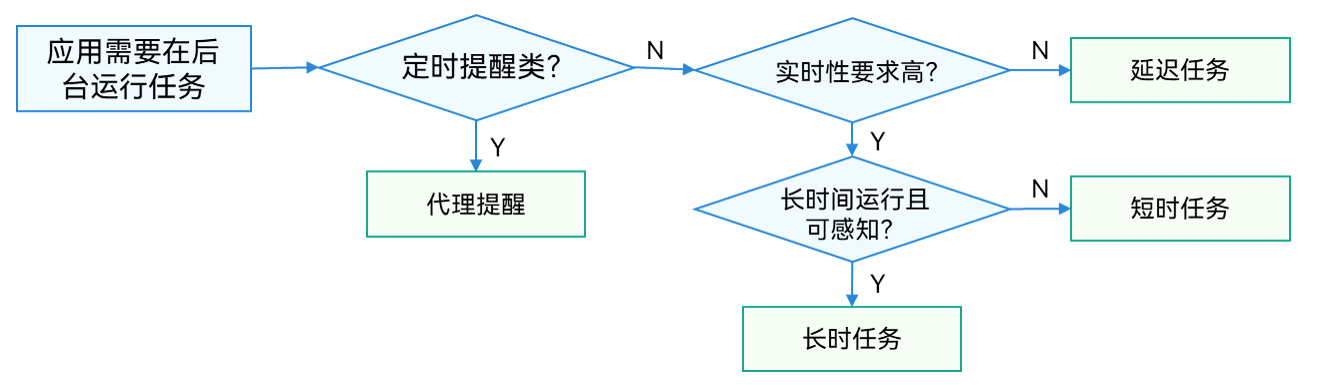 应用需要在后
台运行任务
定时提醒类?
N
实时性要求高?
N
延迟任务
Y
代理提醒
Y
长时间运行且
可感知?
N
短时任务
Y
长时任务